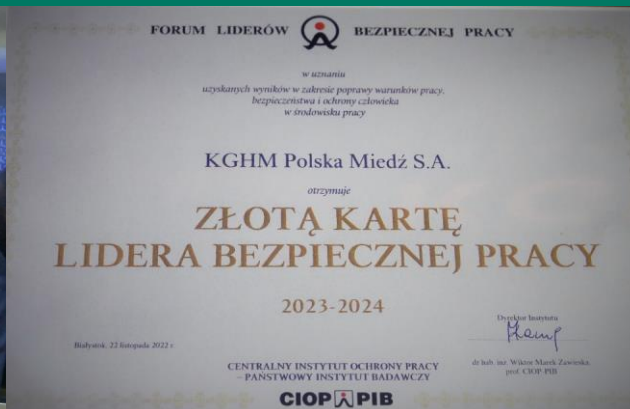 FORUM LIDERÓW BEZPIECZNEJ PRACY
w uznaniu
uzyskanych wyników w zakresie poprawy warunków pracy,
bezpieczeństwa i ochrony człowieka
w środowisku pracy
KGHM Polska Miedź S.A.
otrzymuje
ZŁOTĄ KARTĘ
LIDERA BEZPIECZNEJ PRACY
2023-2024
Dyrektor Instytutu
Białystok, 22 listopada 2022 r.
dr hab. inż. Wiktor Marek Zawieska,
prof. CIOP-PIB
CENTRALNY INSTYTUT OCHRONY PRACY
– PAŃSTWOWY INSTYTUT BADAWCZY
CIOP PIB